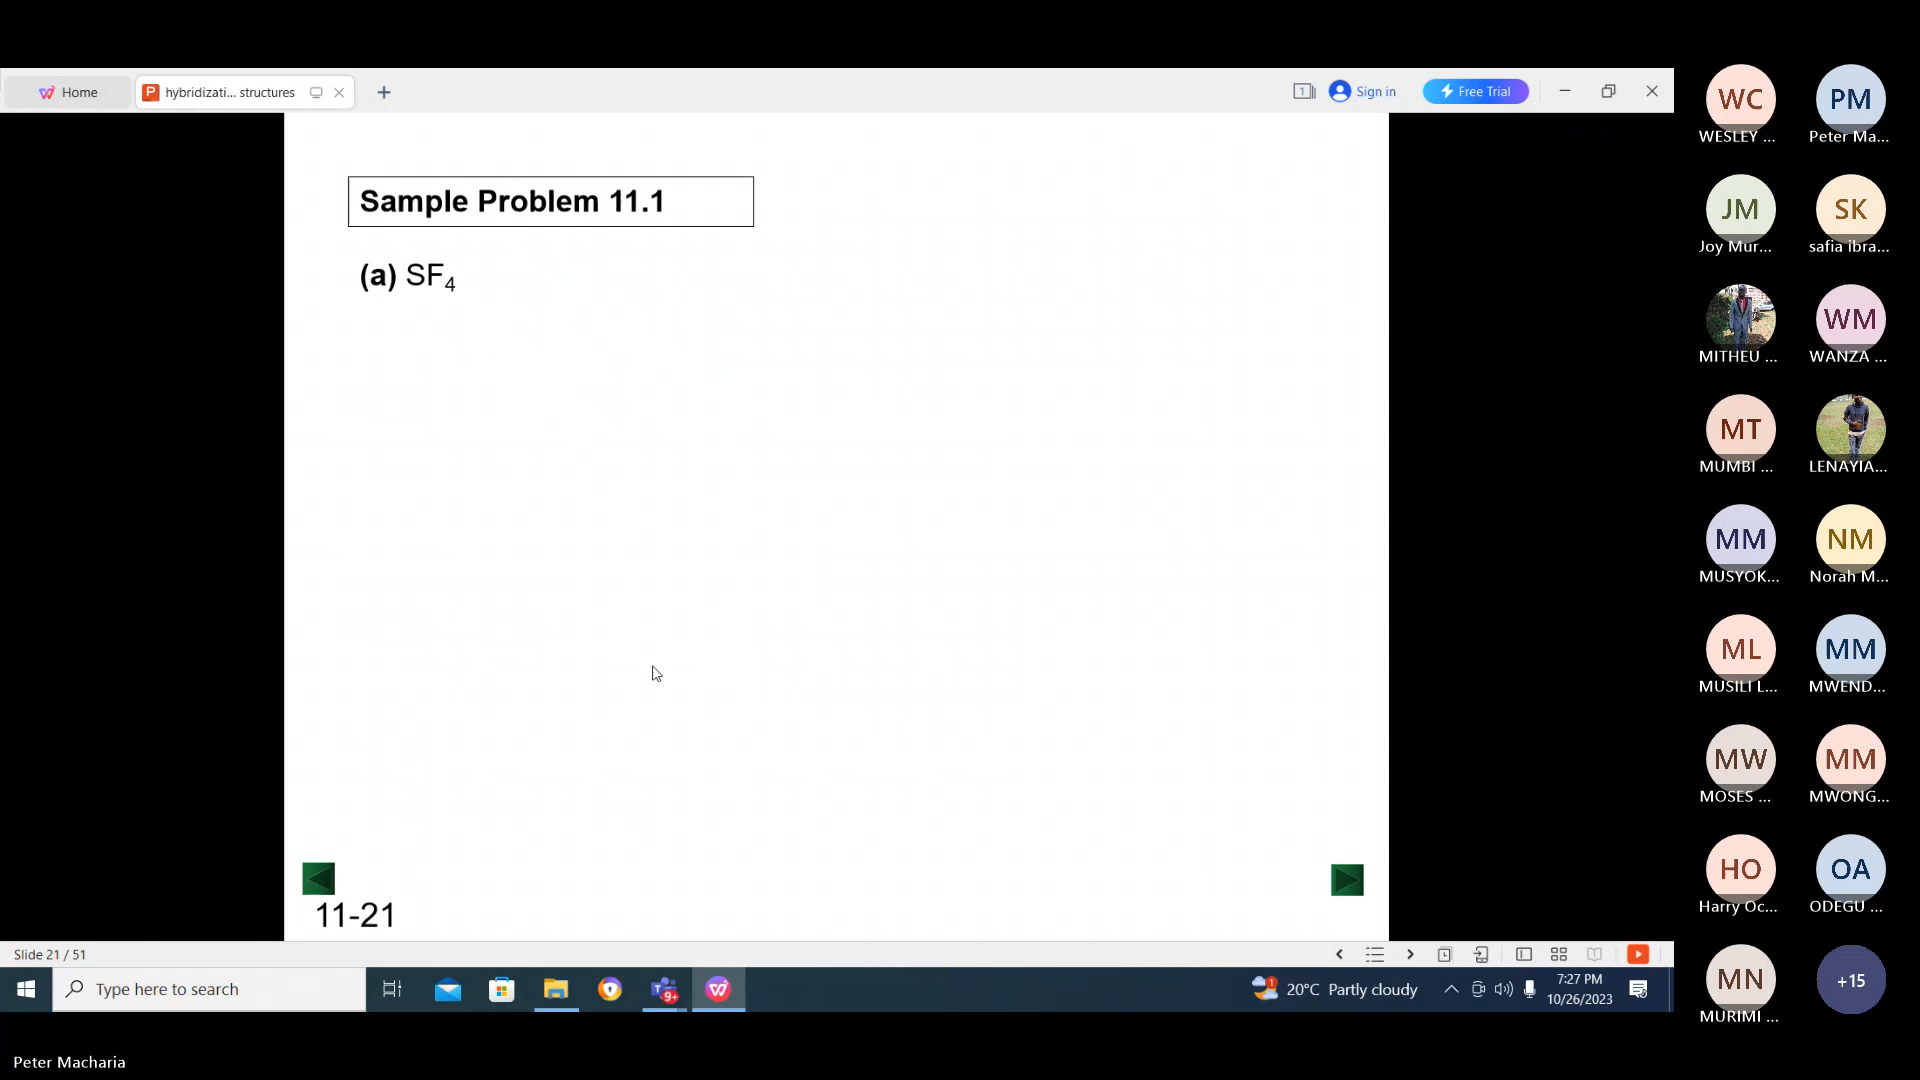 Home
hybridizati... structures
Sign in
Free Trial
Sample Problem 11.1
(a) SF₄
11-21
Slide 21 / 51
Type here to search
9+
1
20°C Partly cloudy
7:27 PM
10/26/2023
Peter Macharia
WC
WESLEY ...
PM
Peter Ma...
JM
Joy Mur...
SK
safia ibra...
MITHEU ...
WM
WANZA ...
MT
MUMBI ...
LENAYIA...
MM
MUSYOK...
NM
Norah M...
ML
MUSILI L...
MM
MWEND...
MW
MOSES ...
MM
MWONG...
HO
Harry Oc...
OA
ODEGU ...
MN
MURIMI ...
+15